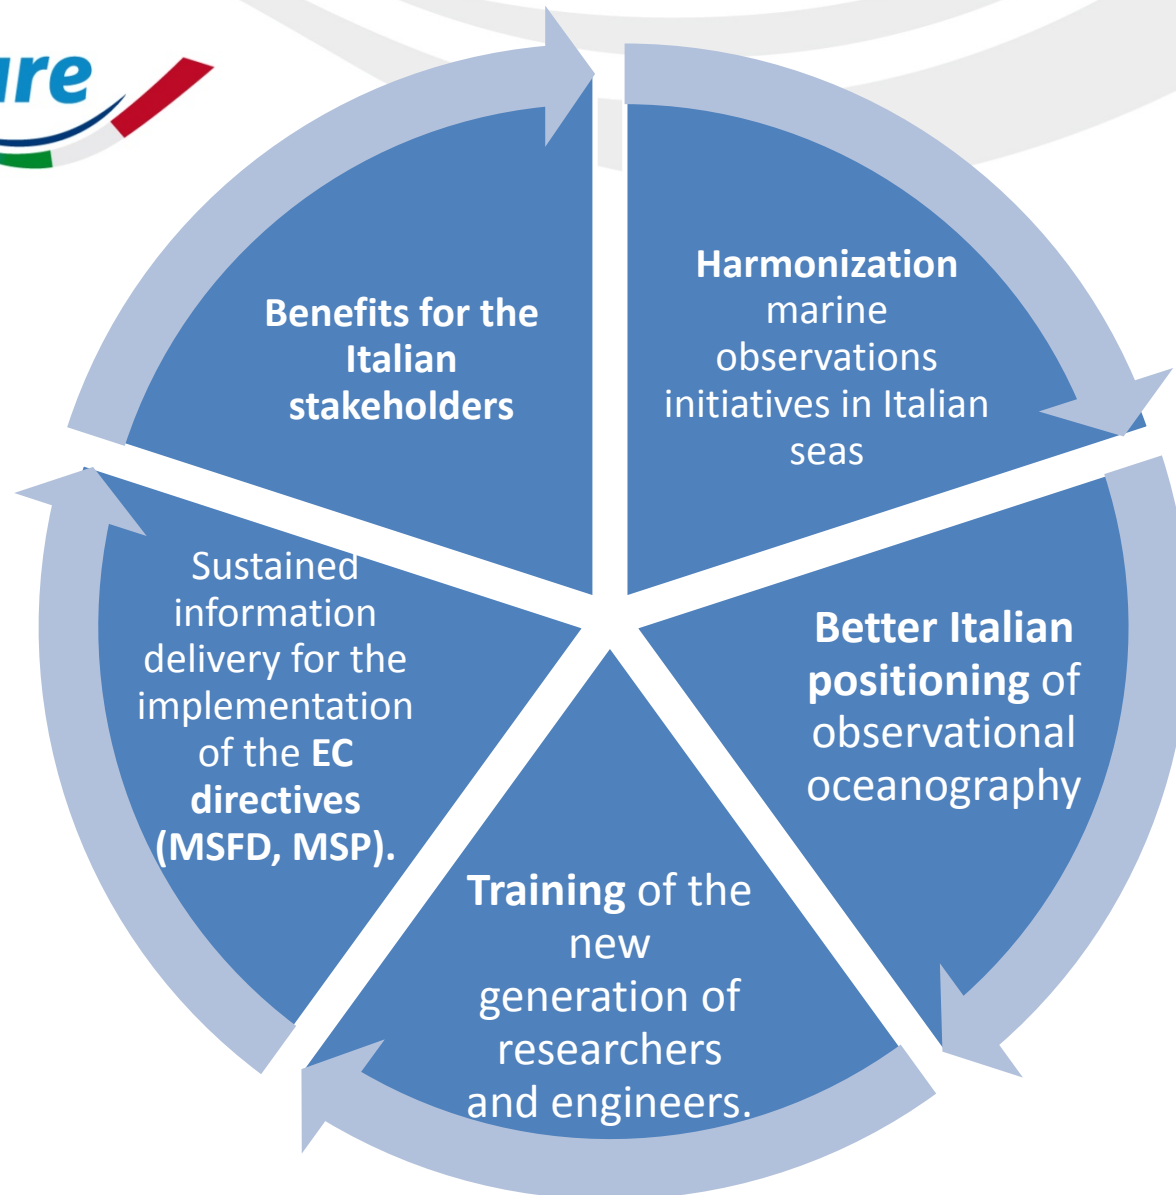 are
Harmonization
marine
observations
initiatives in Italian
seas
Better Italian
positioning of
observational
oceanography
Training of the
new
generation of
researchers
and engineers.
Sustained
information
delivery for the
implementation
of the EC
directives
(MSFD, MSP).
Benefits for the
Italian
stakeholders